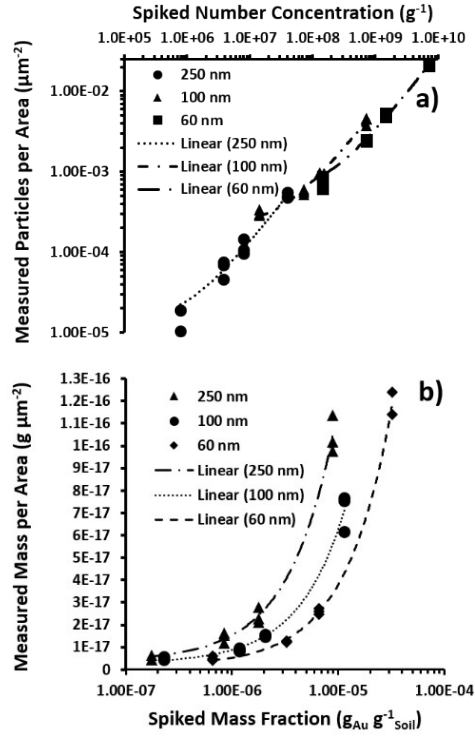 Spiked Number Concentration (g⁻¹)
1.0E+05 1.0E+06 1.0E+07 1.0E+08 1.0E+09 1.0E+10
Measured Particles per Area (µm⁻²)
1.00E-02
1.00E-03
1.00E-04
1.00E-05
250 nm
100 nm
60 nm
Linear (250 nm)
Linear (100 nm)
Linear (60 nm)
a)
Measured Mass per Area (g µm⁻²)
1.3E-16
1.2E-16
1.1E-16
1E-16
9E-17
8E-17
7E-17
6E-17
5E-17
4E-17
3E-17
2E-17
1E-17
0
250 nm
100 nm
60 nm
Linear (250 nm)
Linear (100 nm)
Linear (60 nm)
b)
1.00E-07 1.00E-06 1.00E-05 1.00E-04
Spiked Mass Fraction (g_Au g⁻¹_Soil)